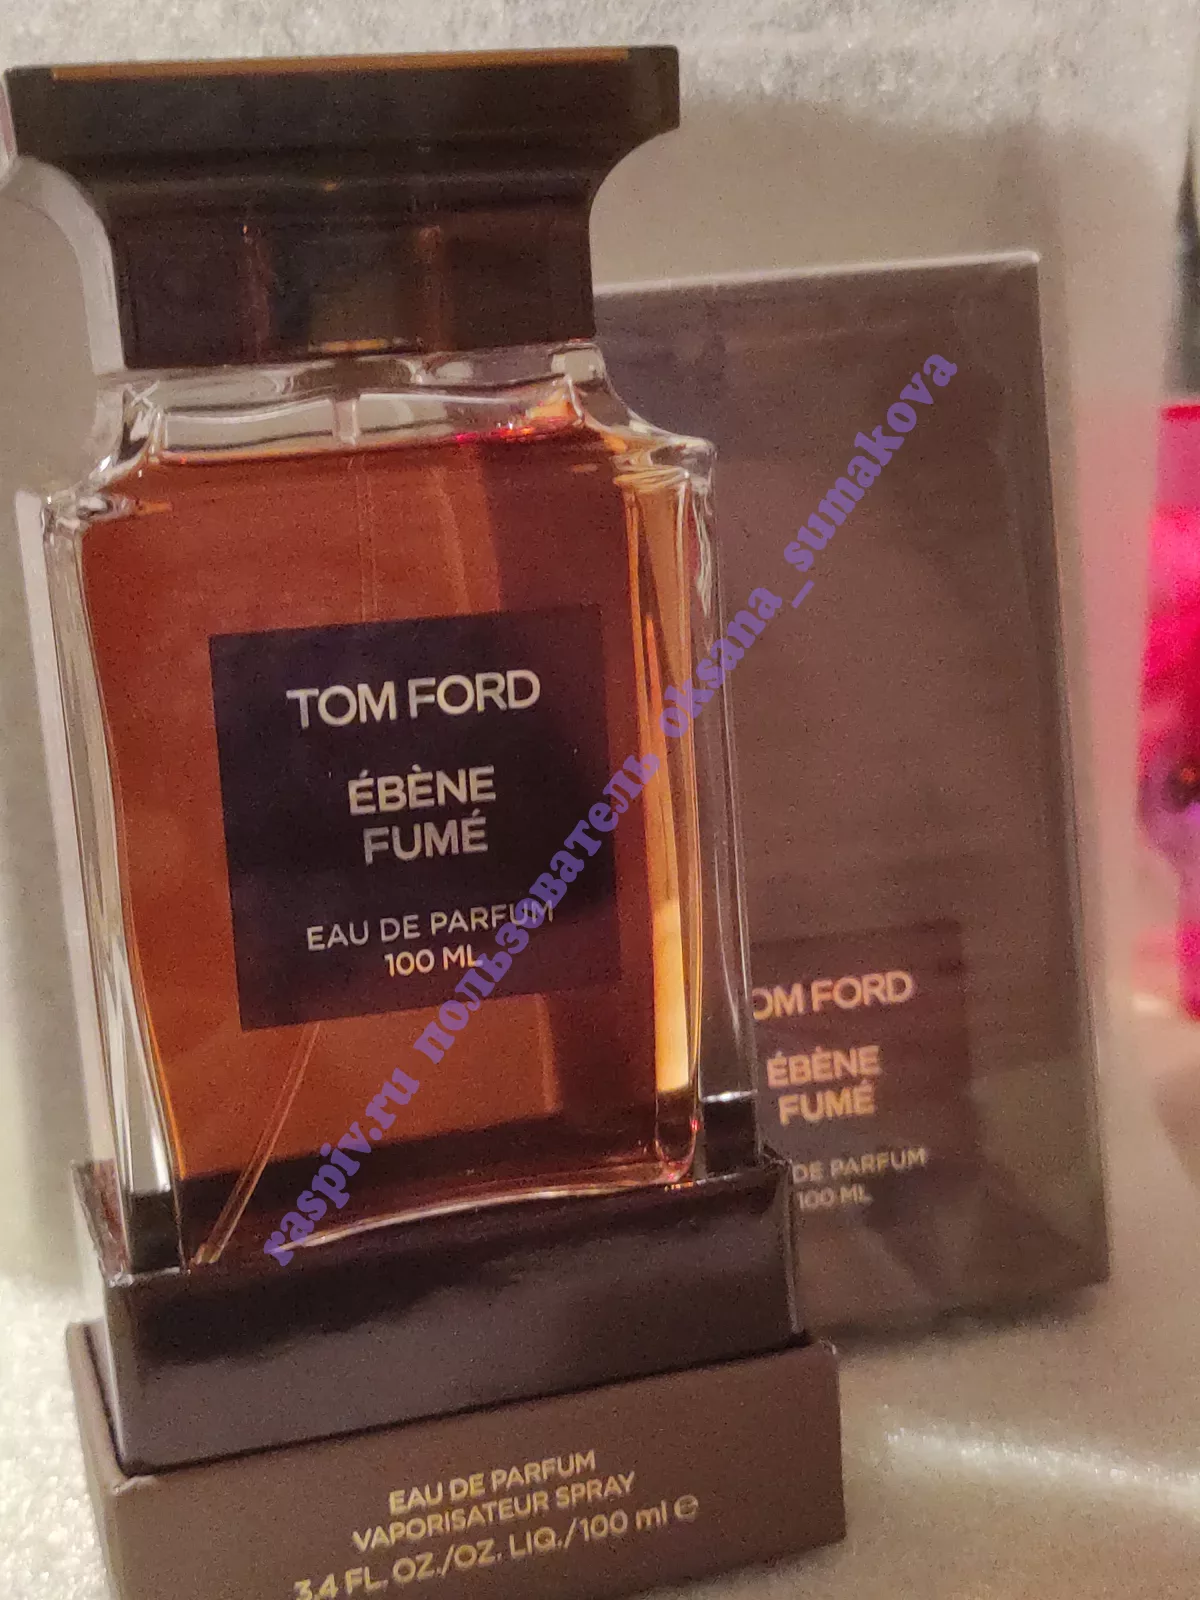 TOM FORD
ÉBÈNE
FUMÉ
EAU DE PARFUM
100 ML
OM FORD
ÉBÈNE
FUMÉ
DE PARFUM
100 ML
EAU DE PARFUM
VAPORISATEUR SPRAY
3.4 FL. OZ./OZ. LIQ./100 ml ℮
raspiv.ru пользователь oksana_sumakova